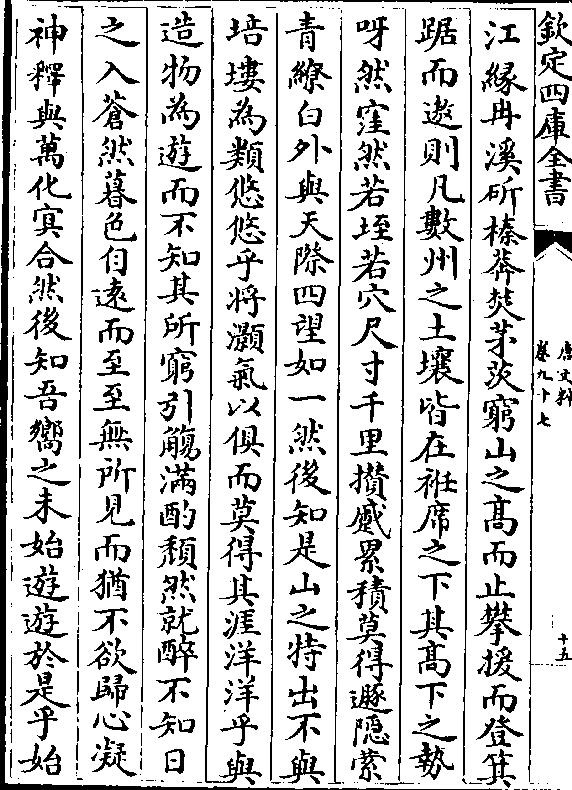 欽定四庫全書
唐文粹
卷九十七
十五
江縁冉溪斫榛莽焚茅茷窮山之髙而止攀援而登箕
踞而遨則凡數州之土壤皆在袵席之下其髙下之勢
呀然窪然若垤若穴尺寸千里攅蹙累積莫得遯隠縈
青繚白外與天際四望如一然後知是山之特出不與
培塿為類悠悠乎將灝氣以俱而莫得其涯洋洋乎與
造物為遊而不知其所窮引觴滿酌頽然就醉不知日
之入蒼然暮色自逺而至至無所見而猶不欲歸心凝
神釋與萬化㝠合然後知吾嚮之未始遊遊於是乎始